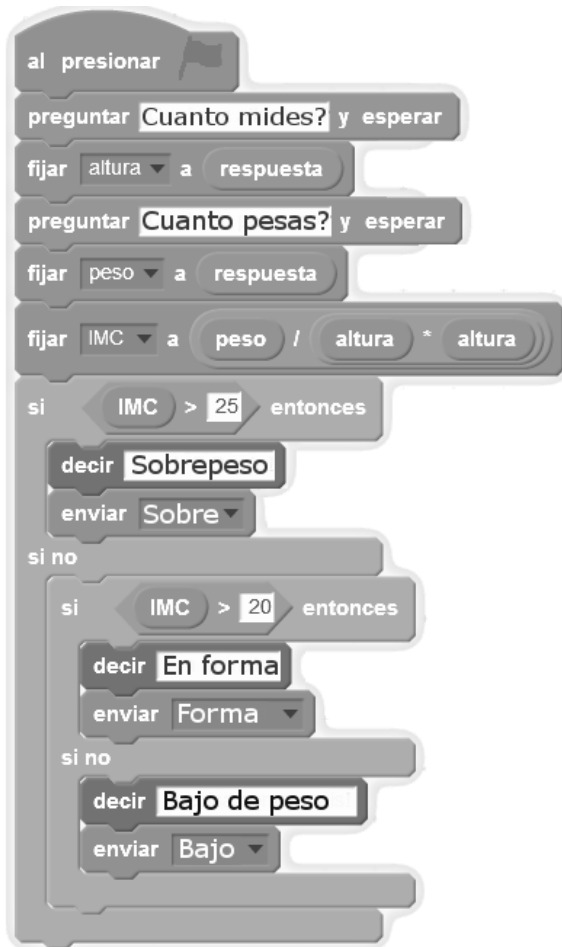 al presionar
preguntar Cuanto mides? y esperar
fijar altura a respuesta
preguntar Cuanto pesas? y esperar
fijar peso a respuesta
fijar IMC a peso / altura * altura
si IMC > 25 entonces
decir Sobrepeso
enviar Sobre
si no
si IMC > 20 entonces
decir En forma
enviar Forma
si no
decir Bajo de peso
enviar Bajo